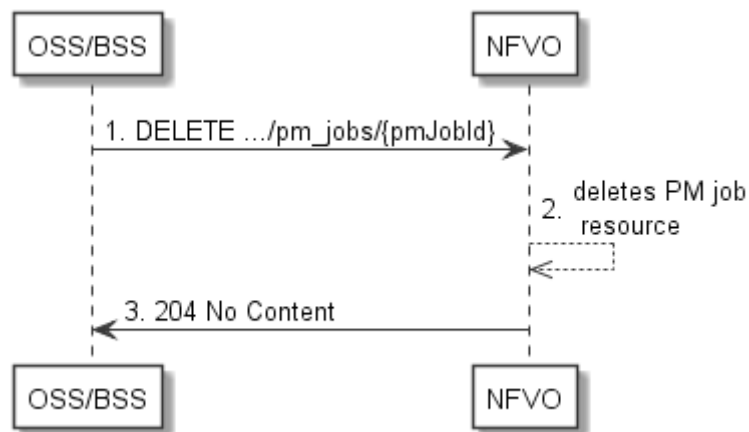 OSS/BSS
NFVO
1. DELETE .../pm_jobs/{pmJobId}
2. deletes PM job
resource
3. 204 No Content
OSS/BSS
NFVO